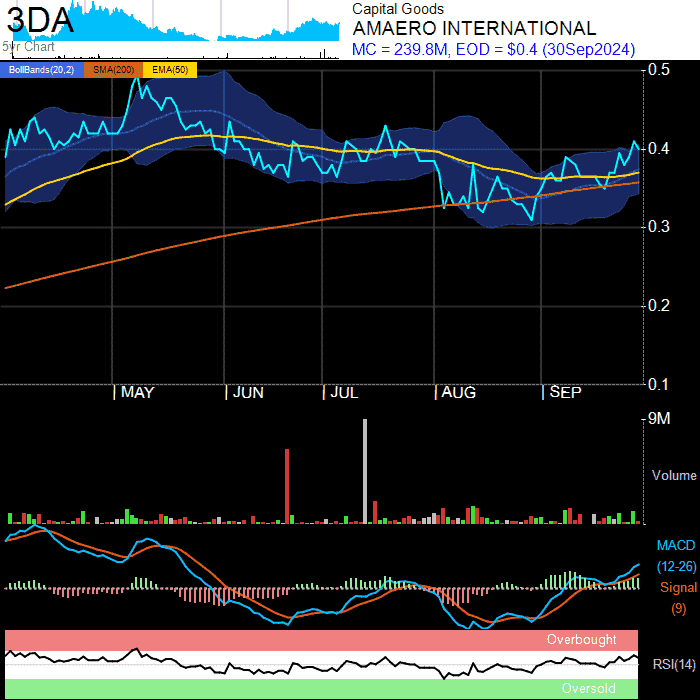 3DA
5yr Chart
Capital Goods
AMAERO INTERNATIONAL
MC = 239.8M, EOD = $0.4 (30Sep2024)
BollBands(20,2) SMA(200) EMA(50)
0.5
0.4
0.3
0.2
0.1
MAY JUN JUL AUG SEP
9M
Volume
MACD
(12-26)
Signal
(9)
Overbought
RSI(14)
Oversold